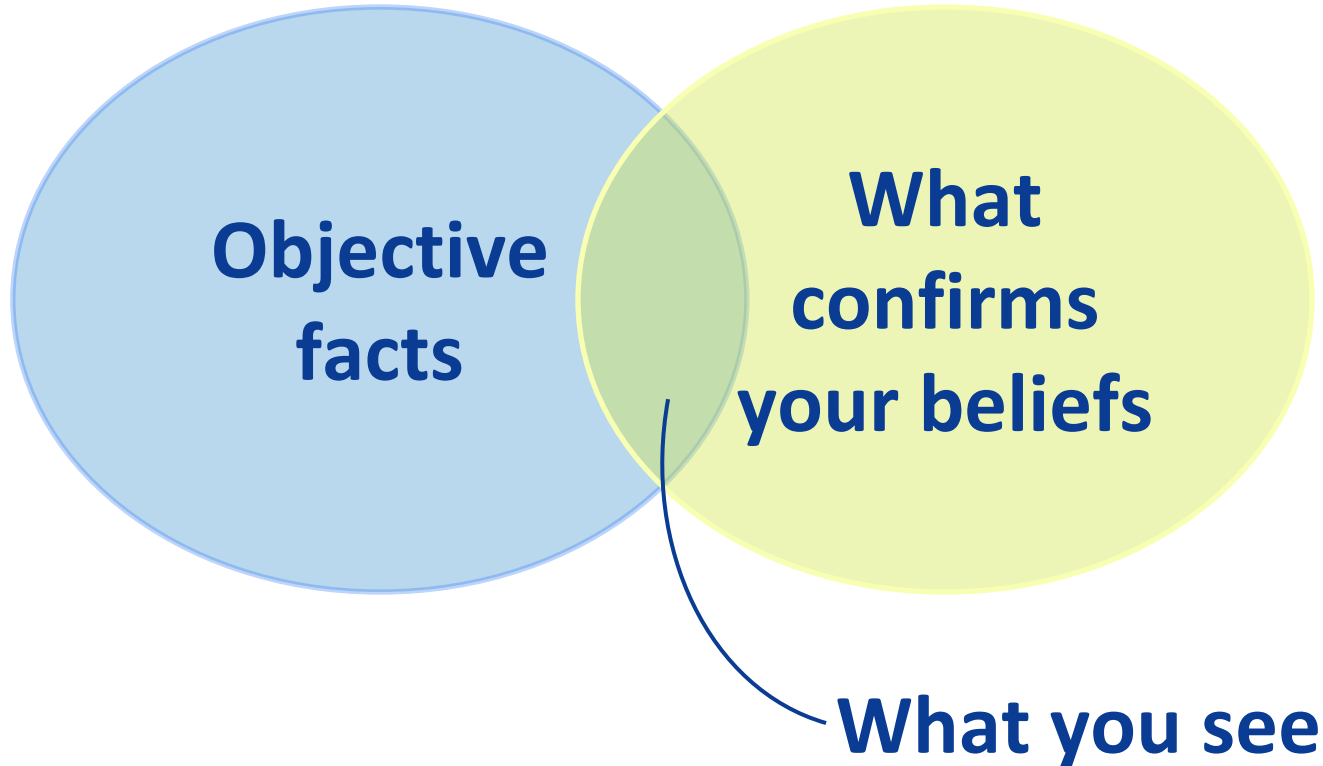 Objective
facts
What
confirms
your beliefs
What you see